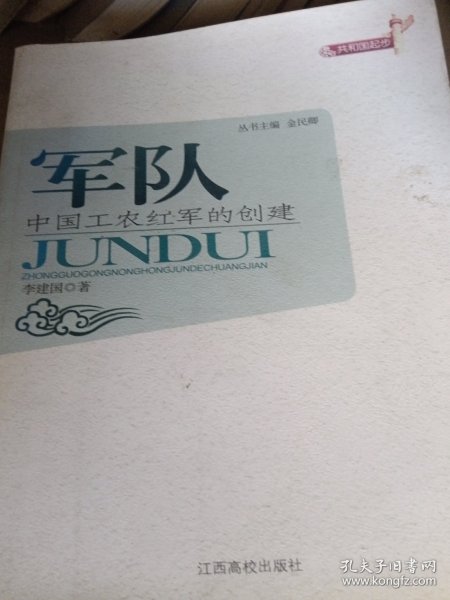 共和国起步
丛书主编 金民卿
军队
中国工农红军的创建
JUNDUI
ZHONGGUOGONGNONGHONGJUNDECHUANGJIAN
李建国◎著
江西高校出版社
孔夫子旧书网
www.kongfz.com